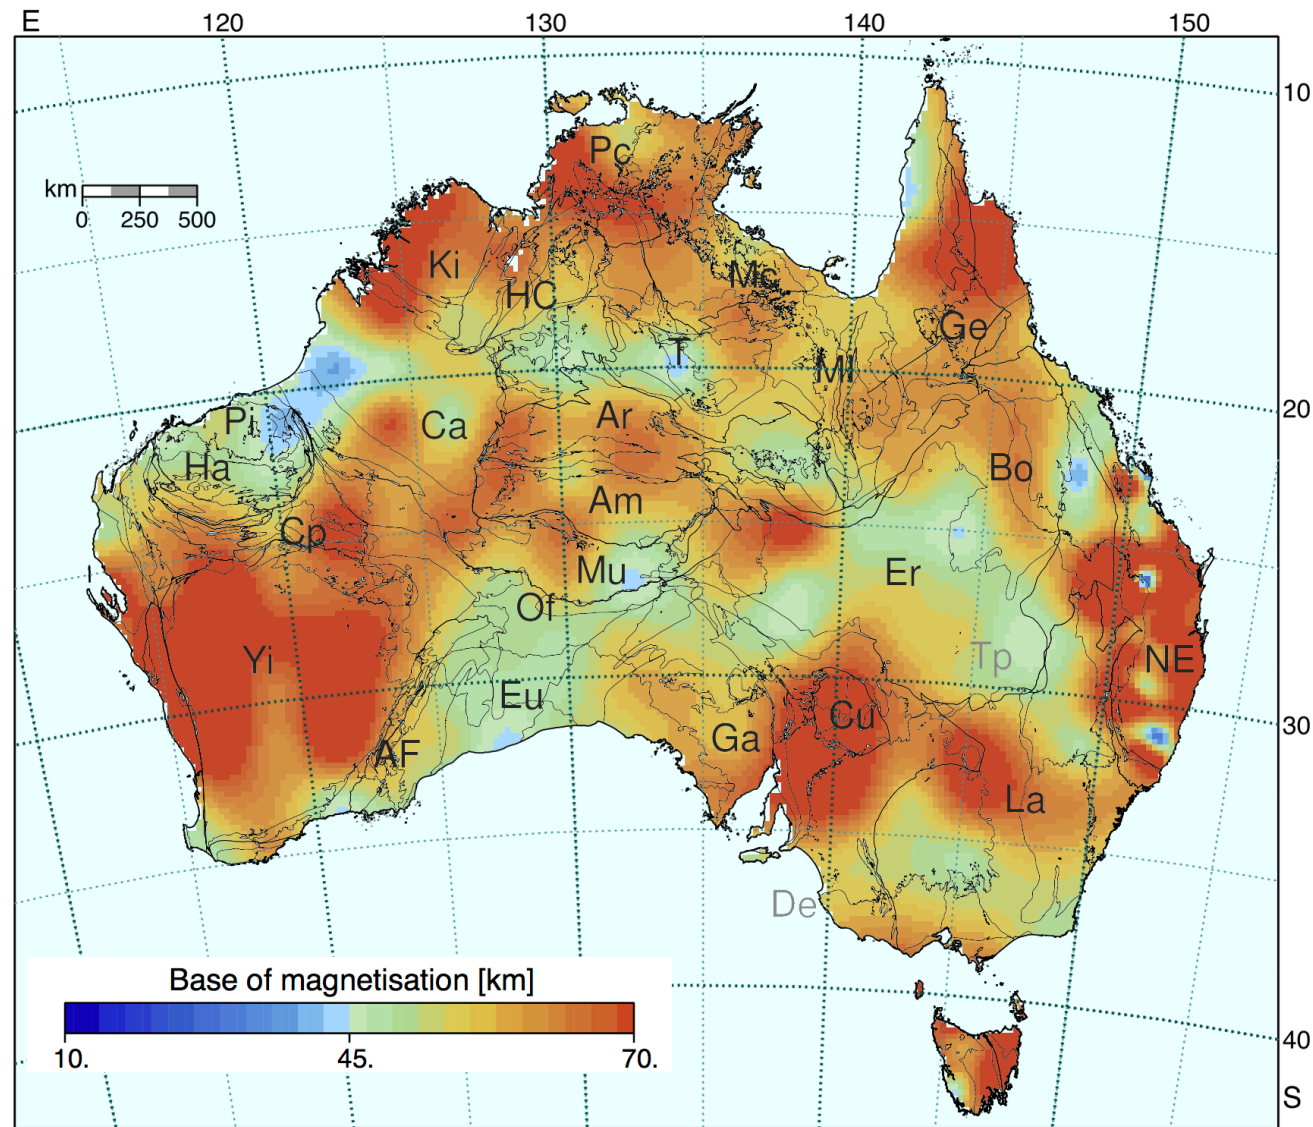 E 120 130 140 150
10
Pc
km
0 250 500
Ki HC Mc
Ge
T Ml
20
Pi Ca Ar
Ha Bo
Am
Cp
Mu Er
Of
Yi Tp NE
Eu Cu 30
AF Ga
La
De
Base of magnetisation [km]
10. 45. 70.
40
S